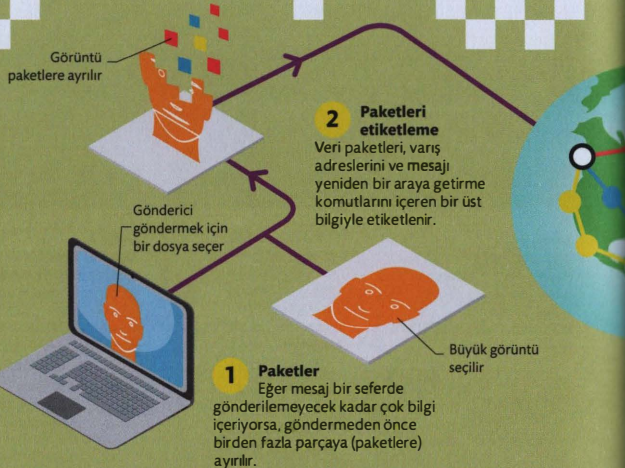 Görüntü
paketlere ayrılır
2 Paketleri
etiketleme
Veri paketleri, varış
adreslerini ve mesajı
yeniden bir araya getirme
komutlarını içeren bir üst
bilgiyle etiketlenir.
Gönderici
göndermek için
bir dosya seçer
Büyük görüntü
seçilir
1 Paketler
Eğer mesaj bir seferde
gönderilemeyecek kadar çok bilgi
içeriyorsa, göndermeden önce
birden fazla parçaya (paketlere)
ayırılır.